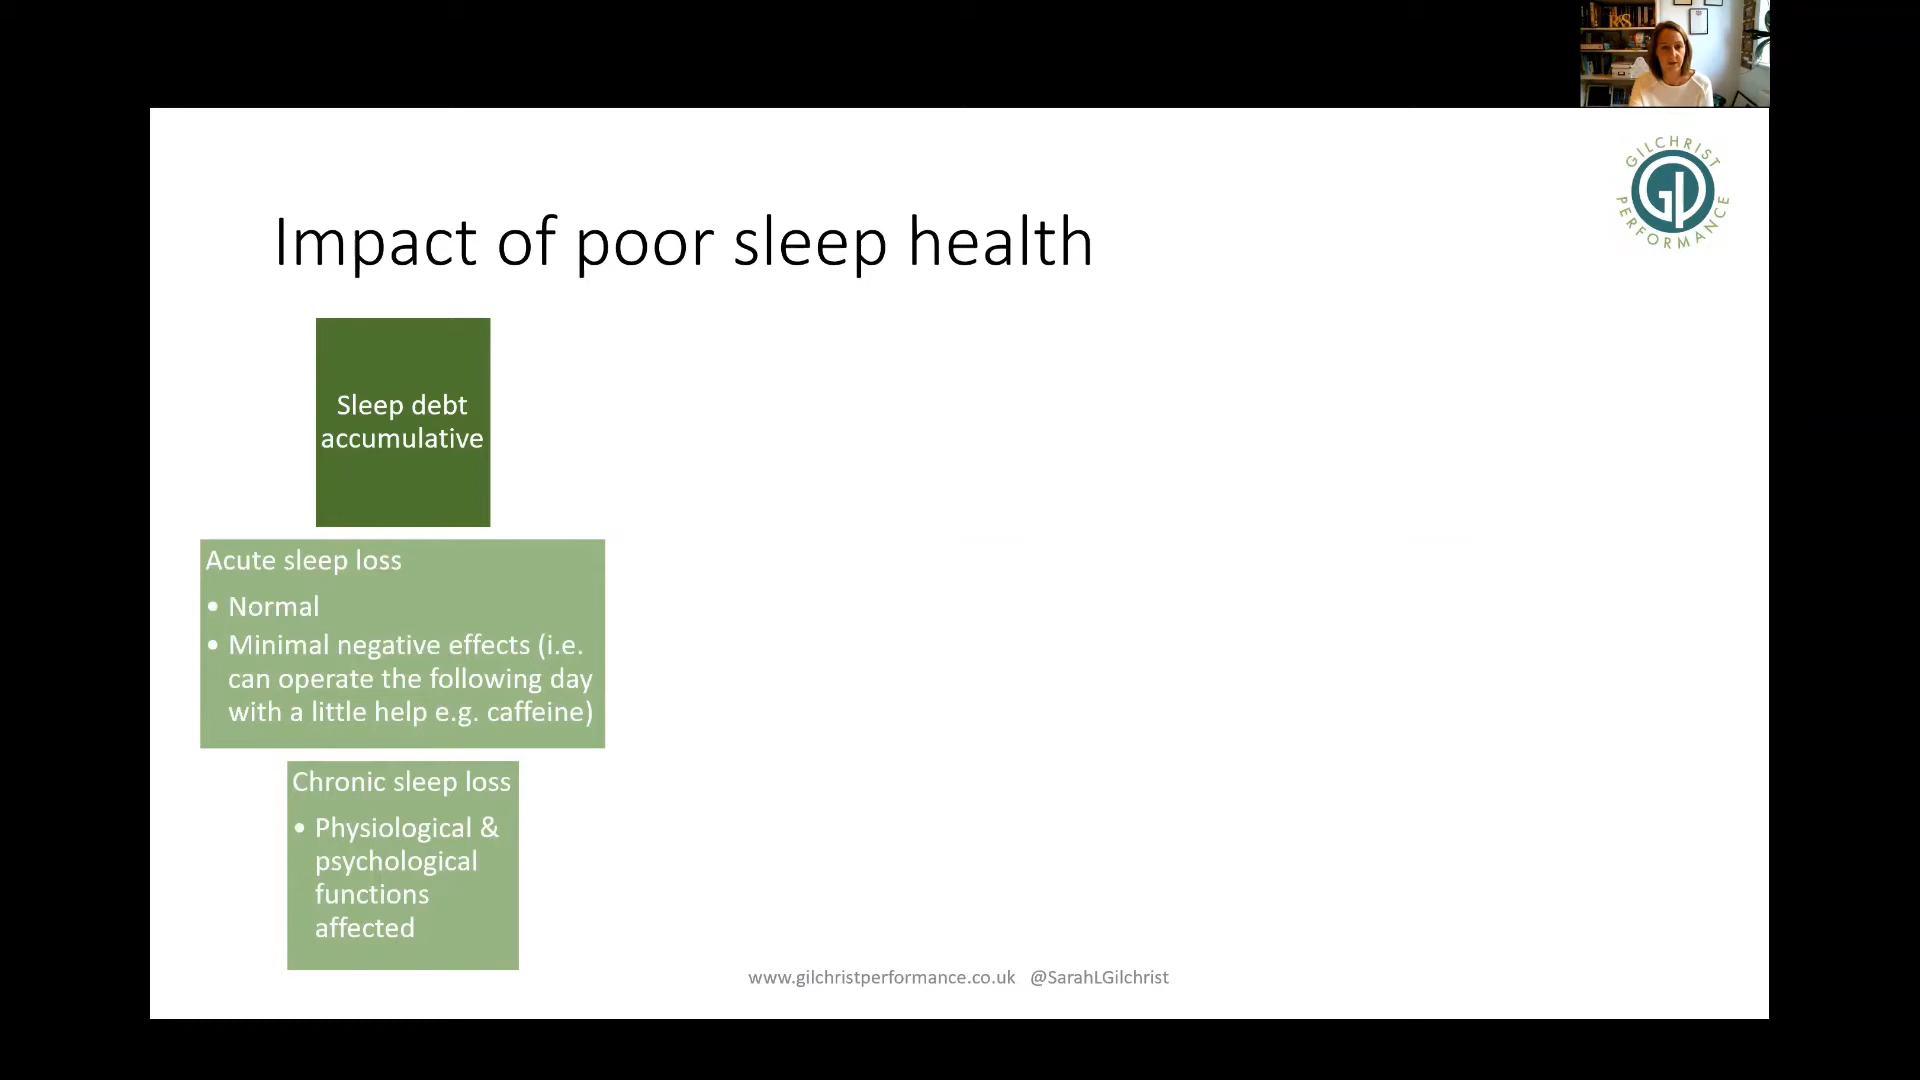 GILCHRIST
PERFORMANCE
Impact of poor sleep health
Sleep debt
accumulative
Acute sleep loss
• Normal
• Minimal negative effects (i.e.
can operate the following day
with a little help e.g. caffeine)
Chronic sleep loss
• Physiological &
psychological
functions
affected
www.gilchristperformance.co.uk @SarahLGilchrist